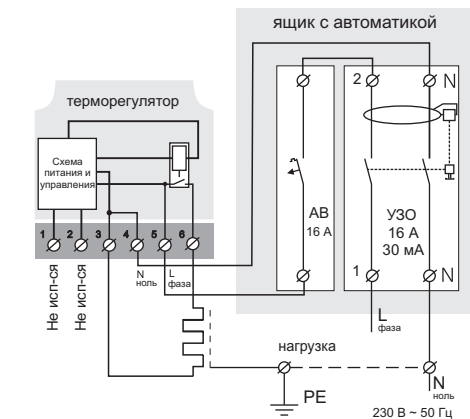 ящик с автоматикой
терморегулятор
Схема
питания и
управления
2
N
АВ
16 А
УЗО
16 А
30 мА
1
N
1
2
3
4
5
6
Не исп-ся
Не исп-ся
N
ноль
L
фаза
L
фаза
нагрузка
PE
N
ноль
230 В ~ 50 Гц